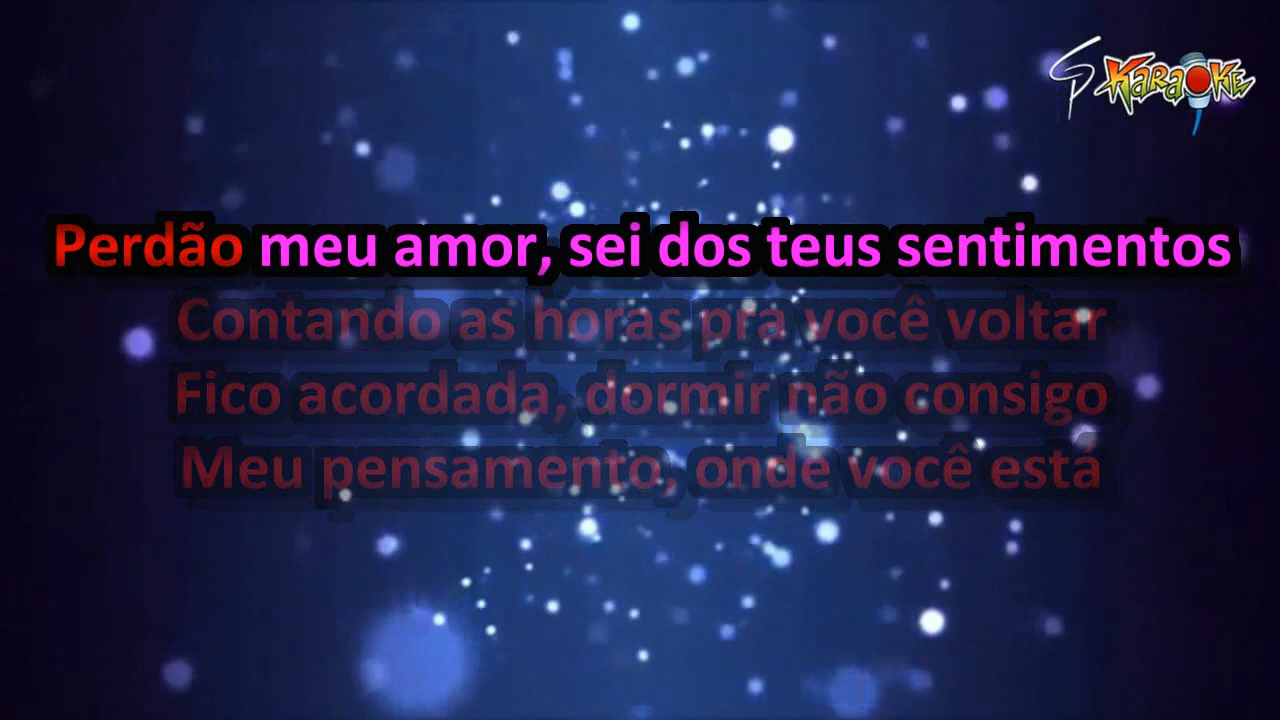 SP Karaoke
Perdão meu amor, sei dos teus sentimentos
Contando as horas pra você voltar
Fico acordada, dormir não consigo
Meu pensamento, onde você está